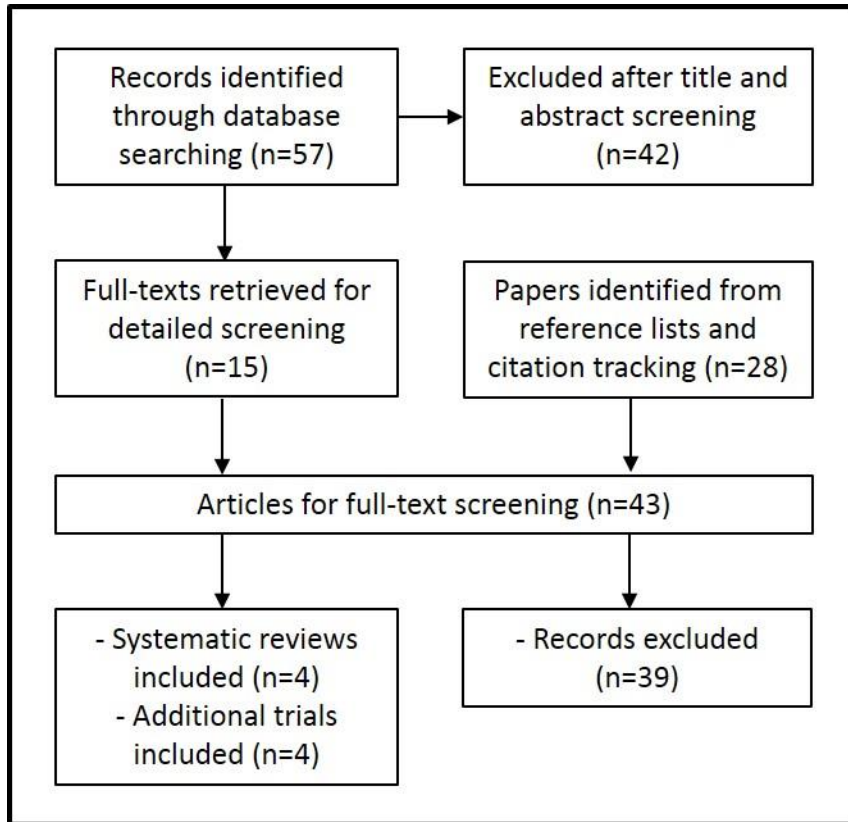 Records identified
through database
searching (n=57)
Excluded after title and
abstract screening
(n=42)
Full-texts retrieved for
detailed screening
(n=15)
Papers identified from
reference lists and
citation tracking (n=28)
Articles for full-text screening (n=43)
- Systematic reviews
included (n=4)
- Additional trials
included (n=4)
- Records excluded
(n=39)